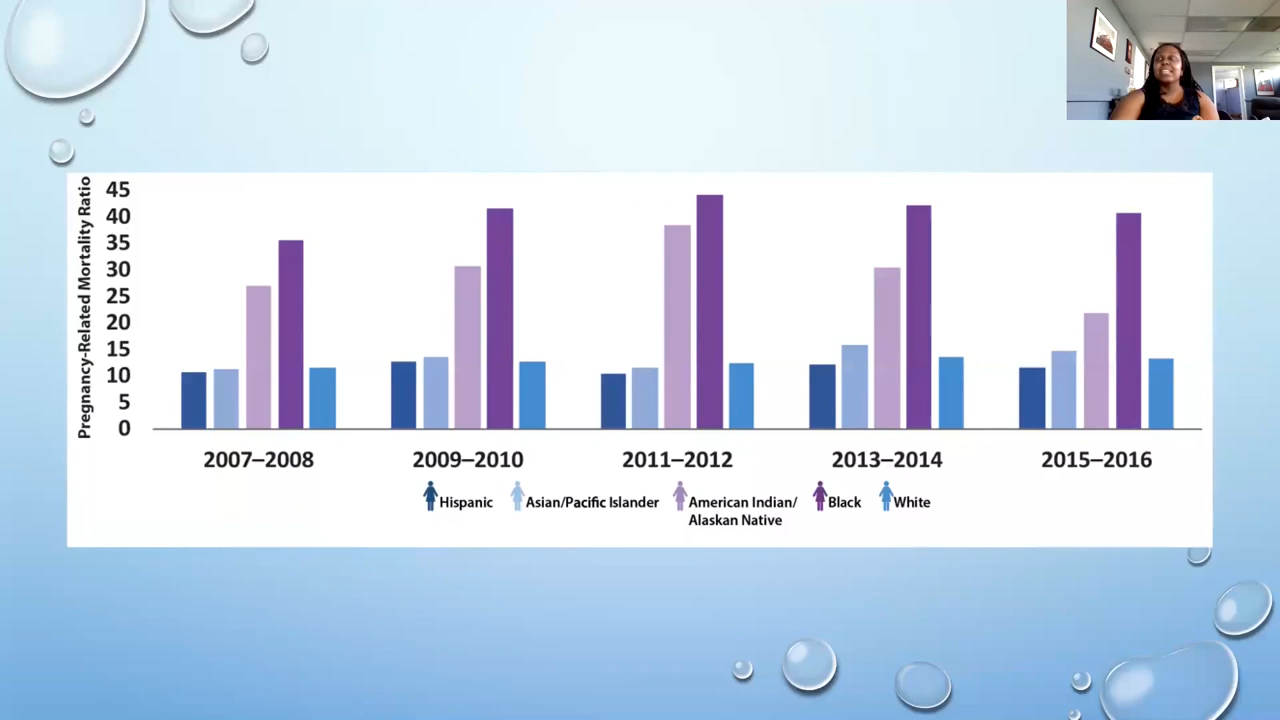 Pregnancy-Related Mortality Ratio
45
40
35
30
25
20
15
10
5
0
2007–2008
2009–2010
2011–2012
2013–2014
2015–2016
Hispanic
Asian/Pacific Islander
American Indian/
Alaskan Native
Black
White